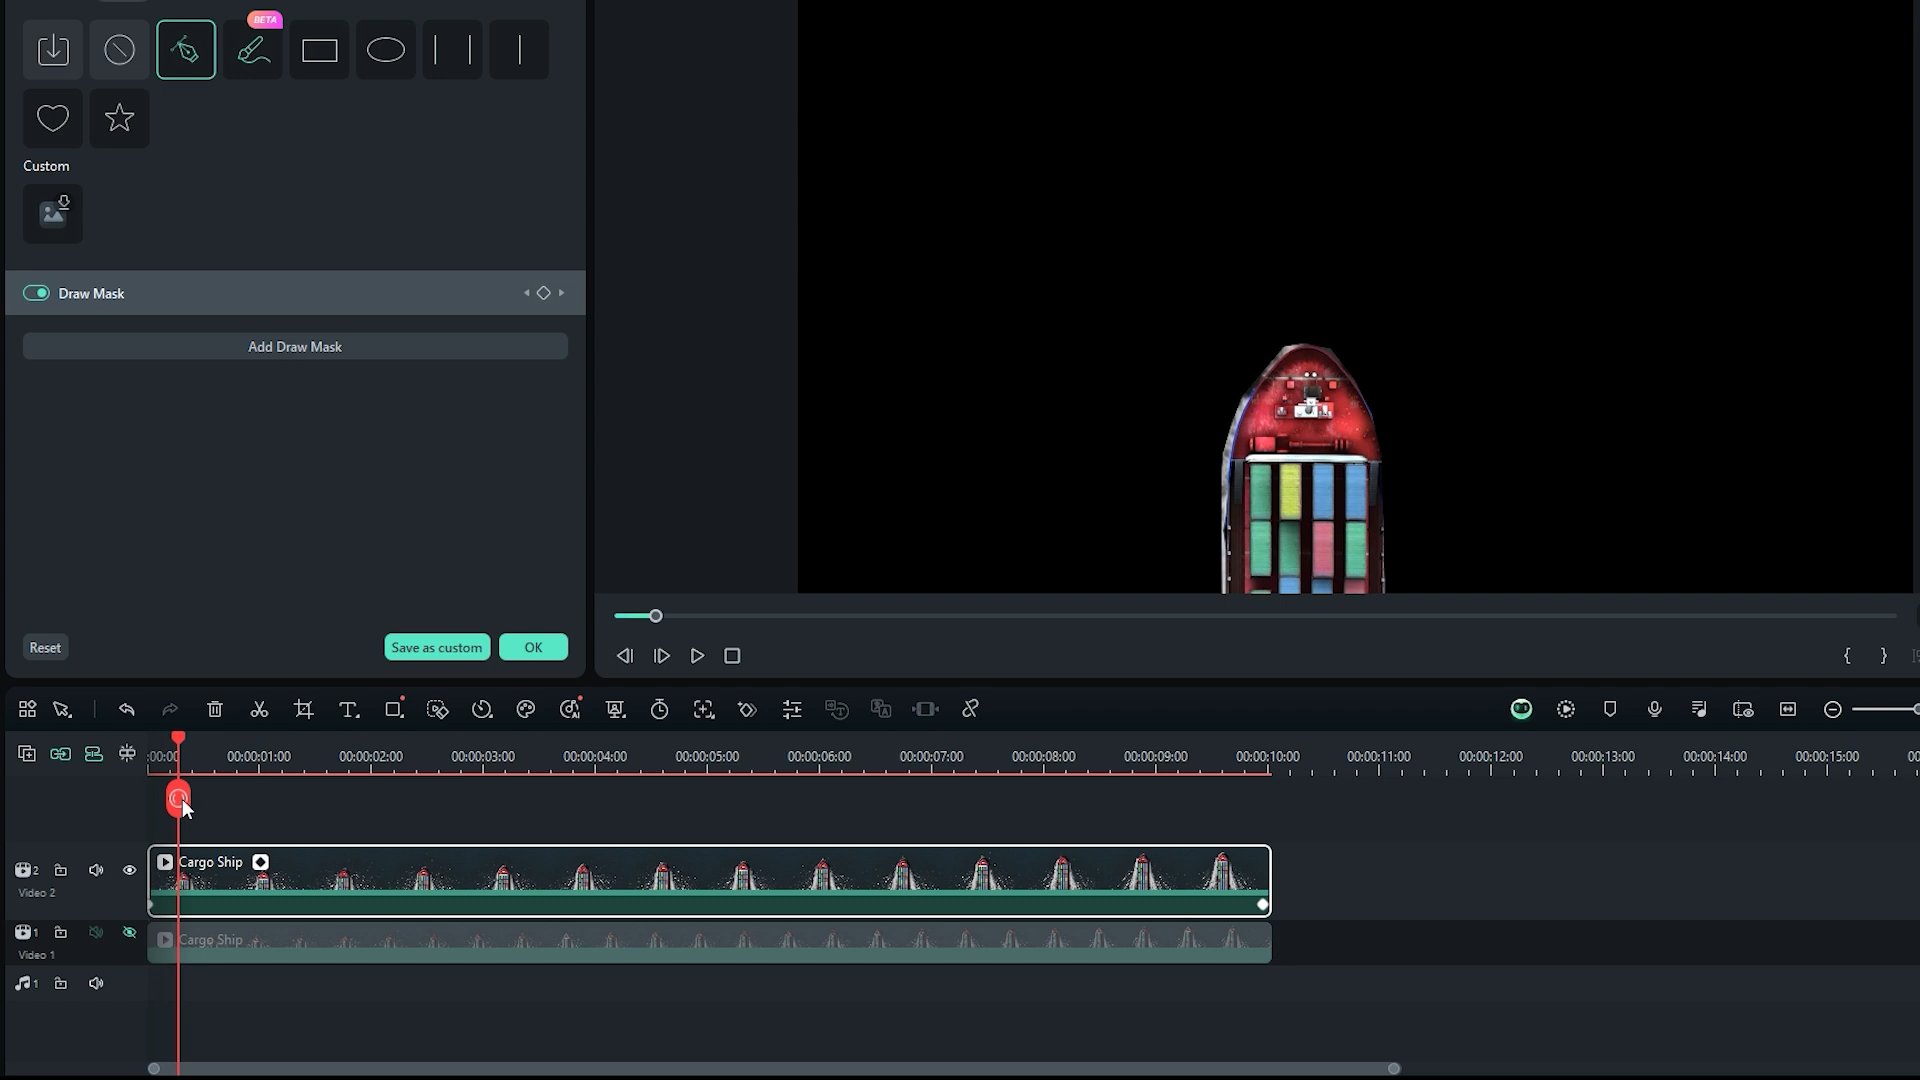 BETA
Custom
Draw Mask
Add Draw Mask
Reset
Save as custom
OK
:00:00
00:00:01:00
00:00:02:00
00:00:03:00
00:00:04:00
00:00:05:00
00:00:06:00
00:00:07:00
00:00:08:00
00:00:09:00
00:00:10:00
00:00:11:00
00:00:12:00
00:00:13:00
00:00:14:00
00:00:15:00
00
2
Cargo Ship
Video 2
1
Cargo Ship
Video 1
1